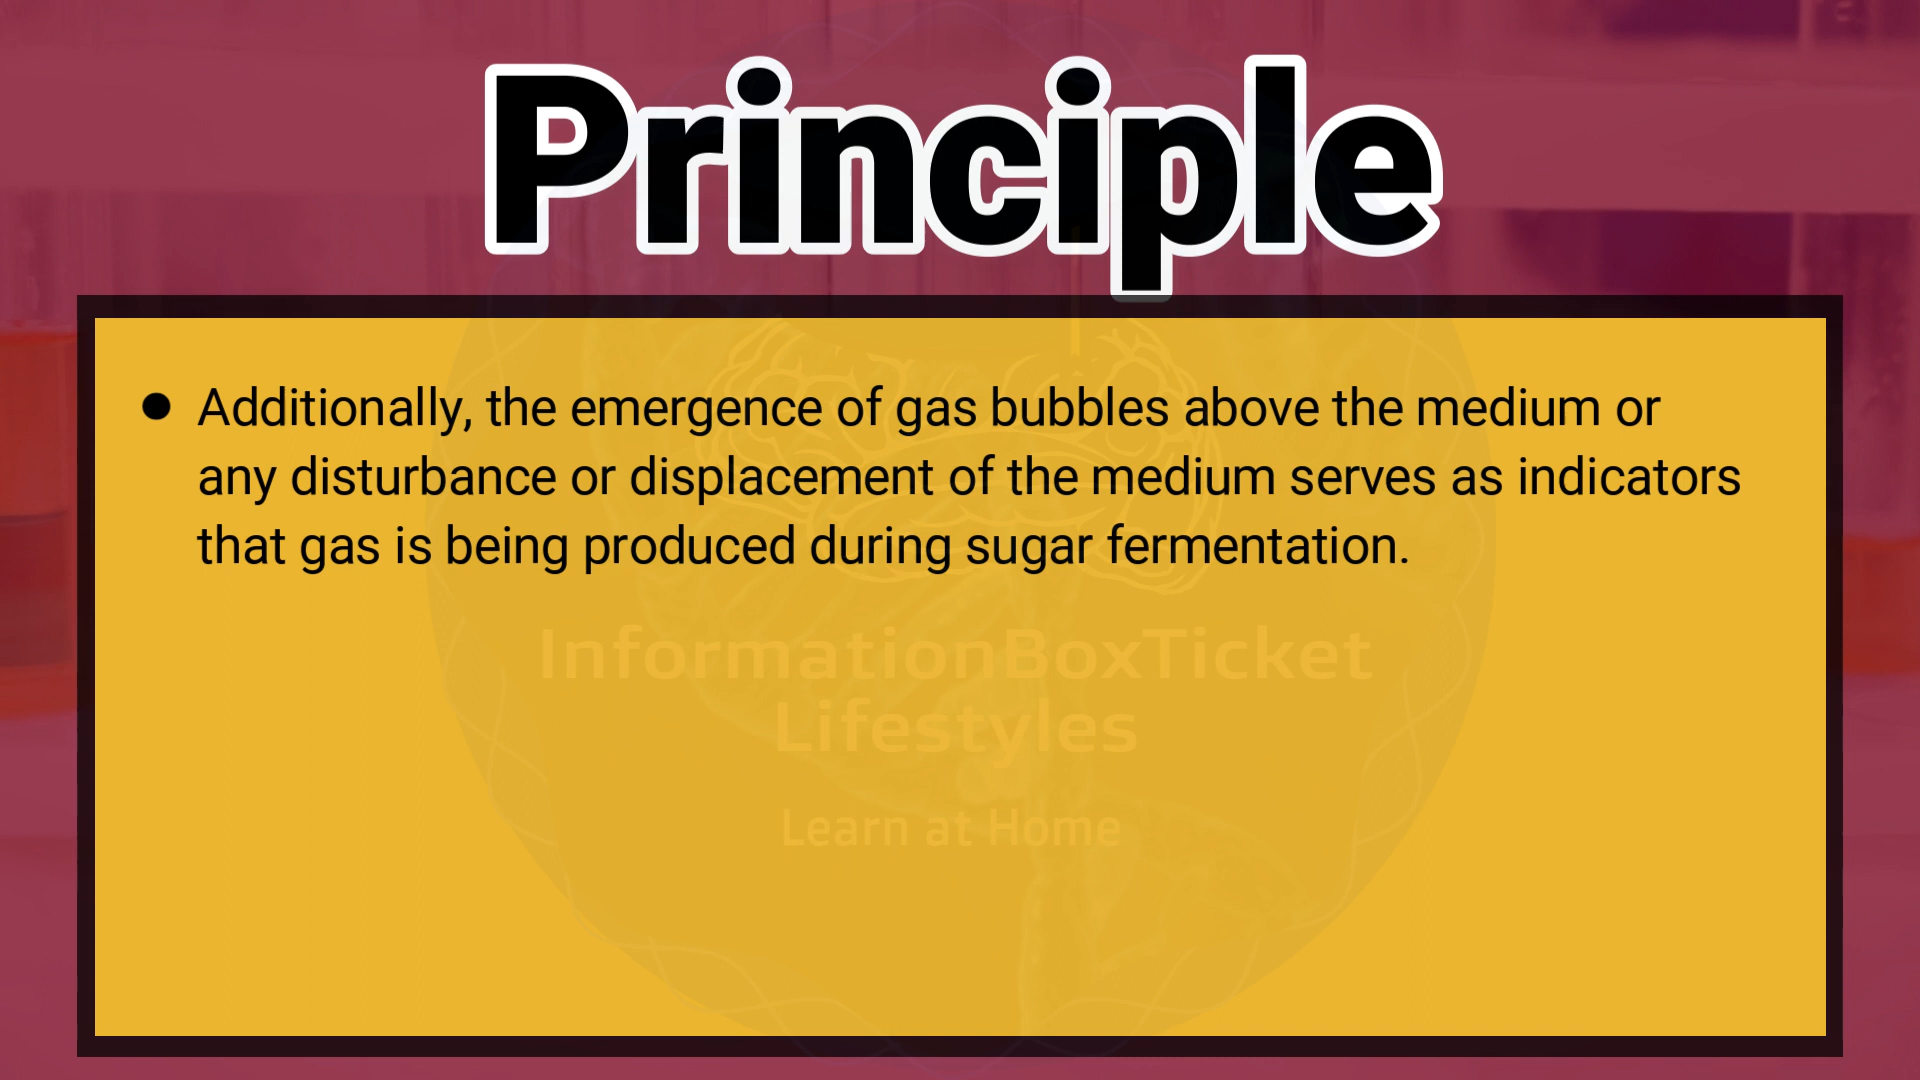 Principle
● Additionally, the emergence of gas bubbles above the medium or
any disturbance or displacement of the medium serves as indicators
that gas is being produced during sugar fermentation.
InformationBoxTicket
Lifestyles
Learn at Home